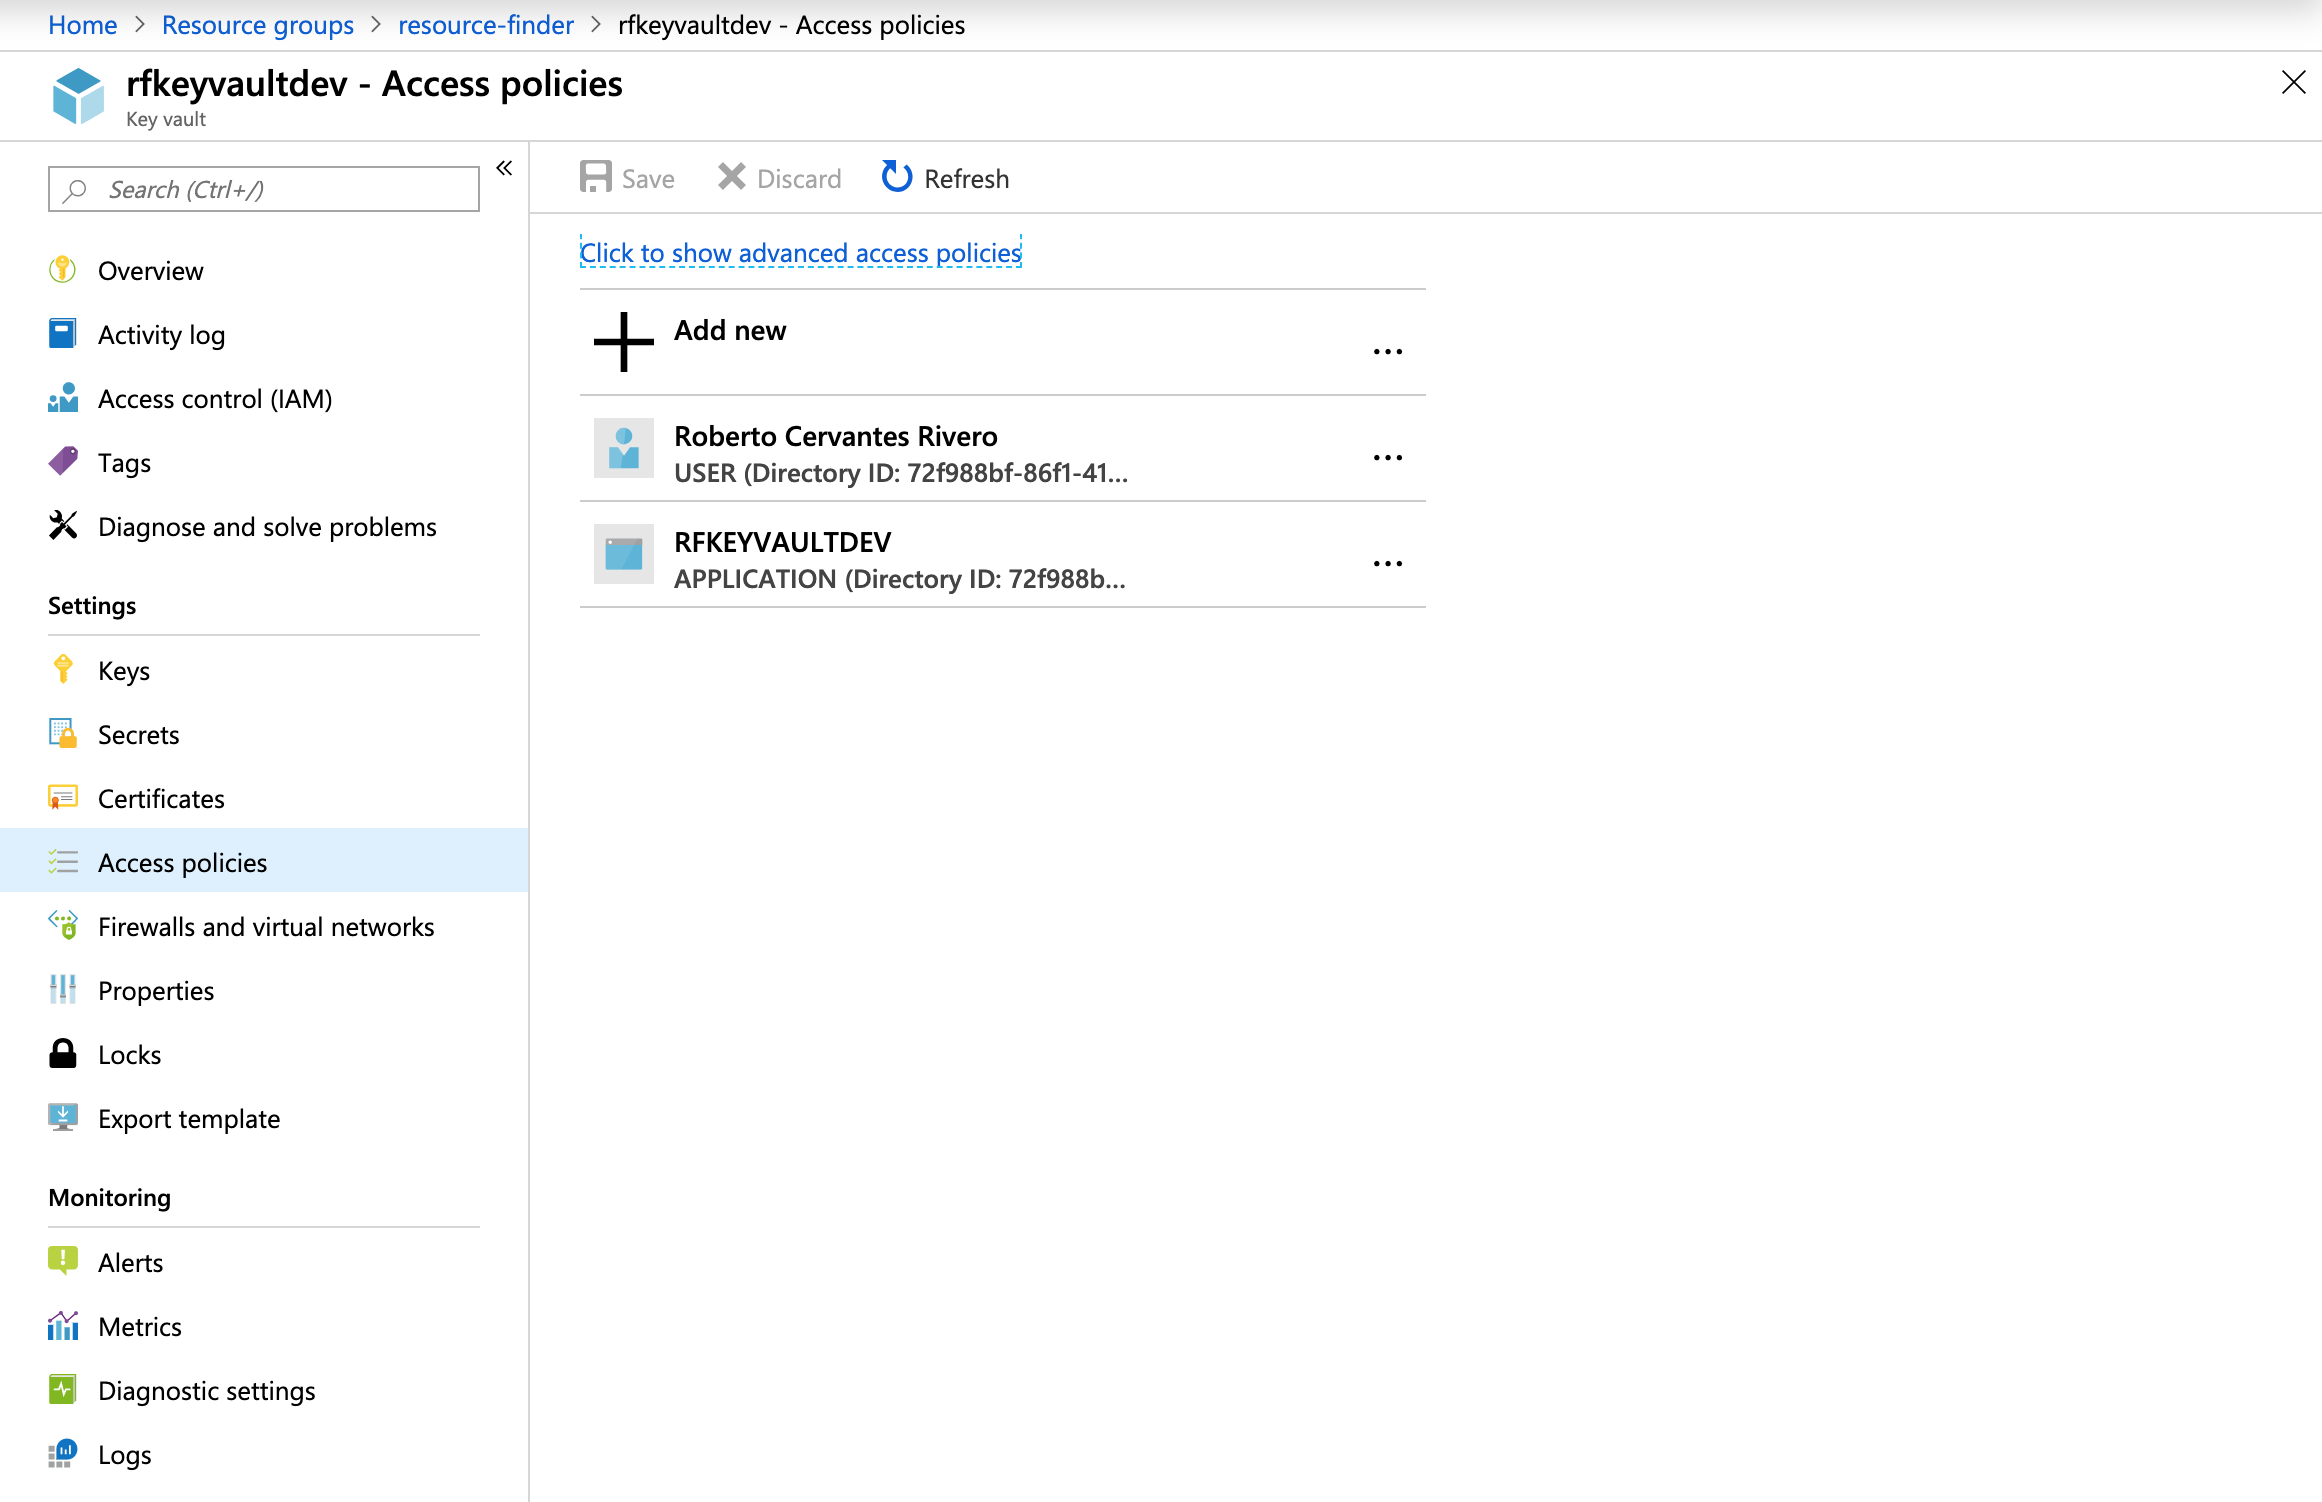 Home > Resource groups > resource-finder > rfkeyvaultdev - Access policies
rfkeyvaultdev - Access policies
Key vault
Search (Ctrl+/)
«
Overview
Activity log
Access control (IAM)
Tags
Diagnose and solve problems
Settings
Keys
Secrets
Certificates
Access policies
Firewalls and virtual networks
Properties
Locks
Export template
Monitoring
Alerts
Metrics
Diagnostic settings
Logs
Save Discard Refresh
Click to show advanced access policies
Add new
...
Roberto Cervantes Rivero
USER (Directory ID: 72f988bf-86f1-41...
...
RFKEYVAULTDEV
APPLICATION (Directory ID: 72f988b...
...